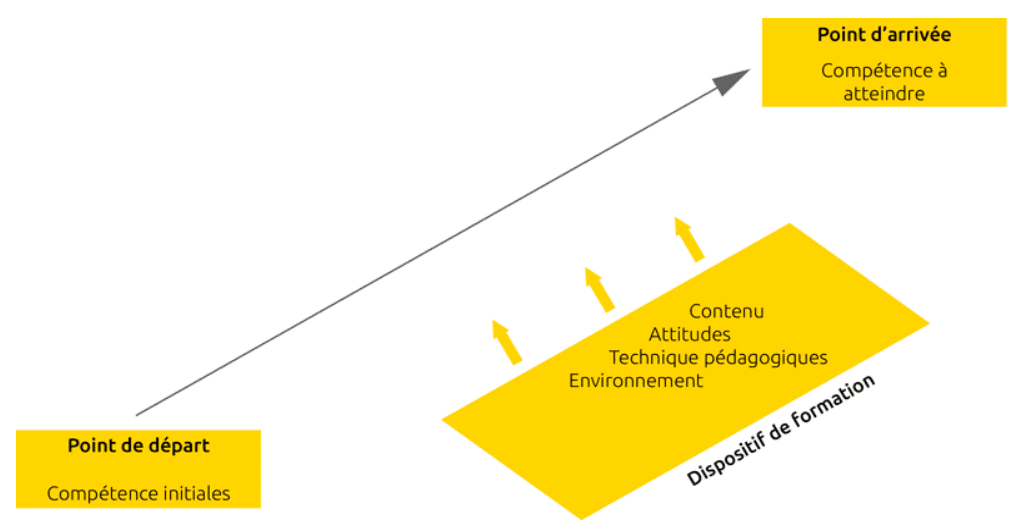 Point d’arrivée
Compétence à
atteindre
Contenu
Attitudes
Technique pédagogiques
Environnement
Dispositif de formation
Point de départ
Compétence initiales